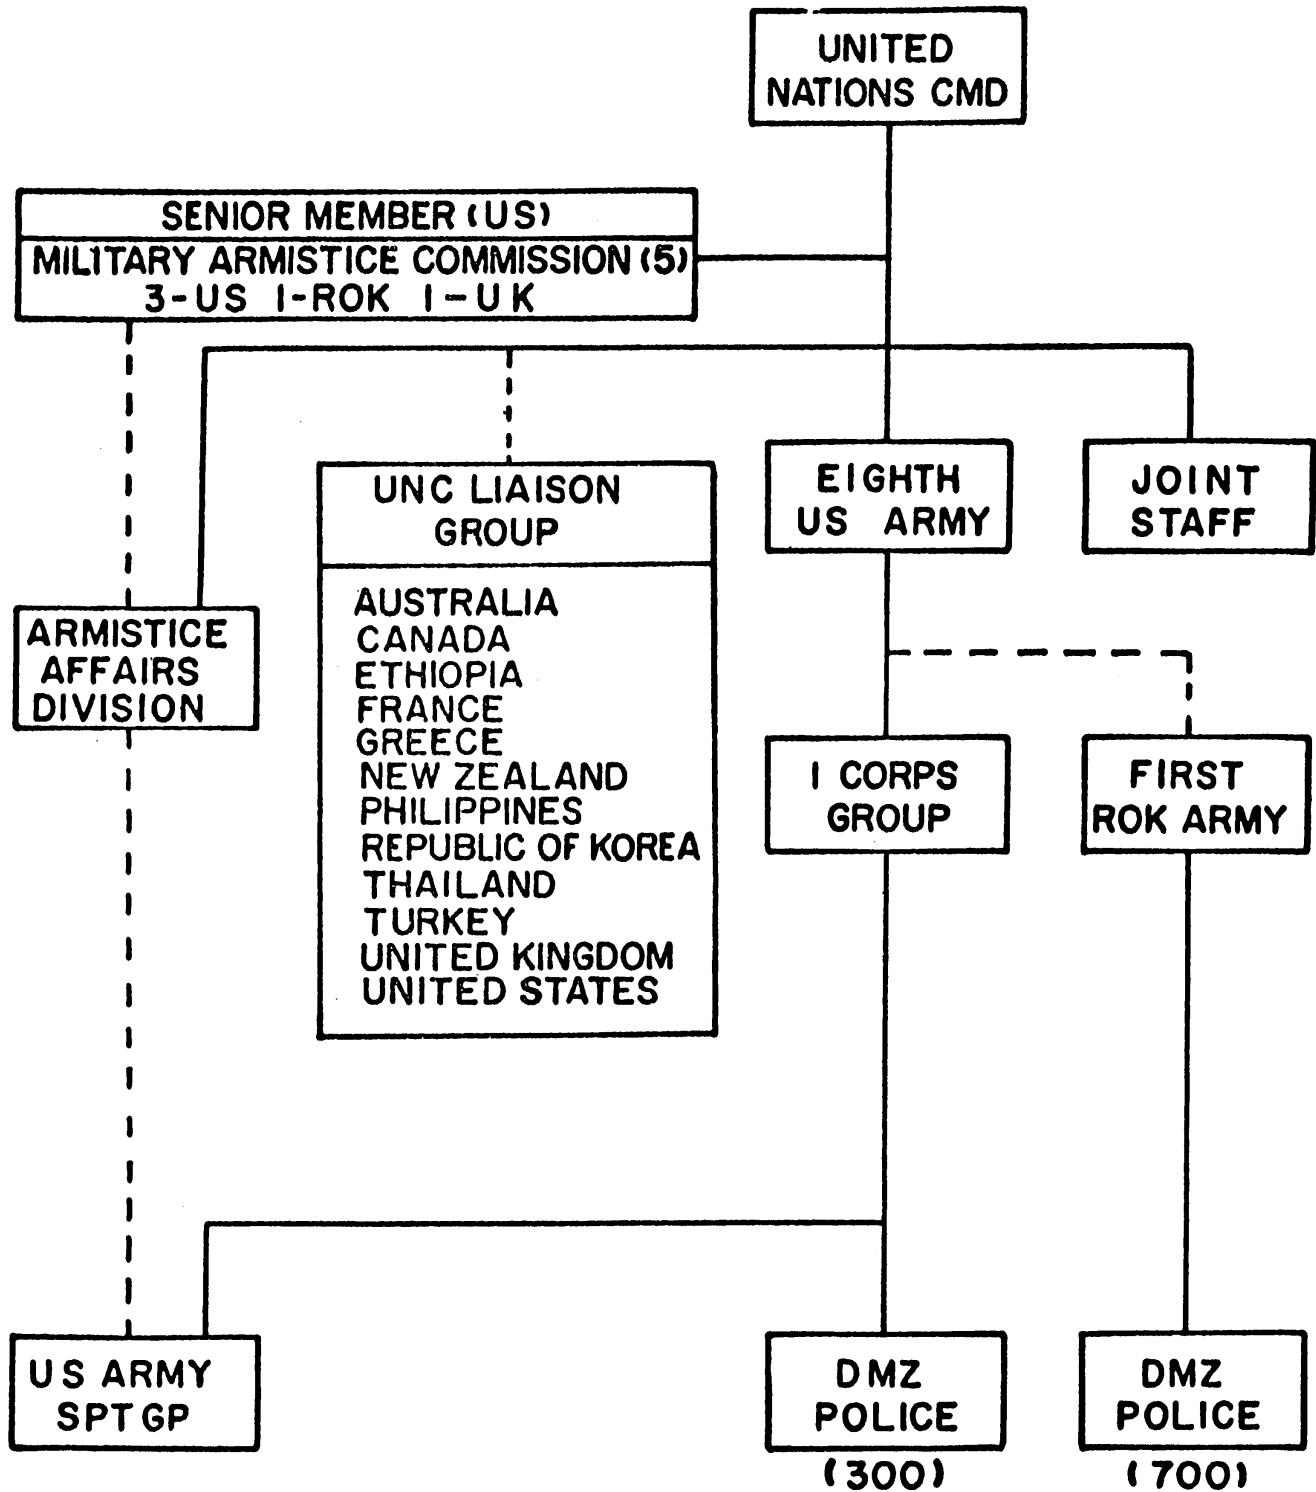 UNITED
NATIONS CMD
SENIOR MEMBER (US)
MILITARY ARMISTICE COMMISSION (5)
3-US 1-ROK 1-UK
UNC LIAISON
GROUP
AUSTRALIA
CANADA
ETHIOPIA
FRANCE
GREECE
NEW ZEALAND
PHILIPPINES
REPUBLIC OF KOREA
THAILAND
TURKEY
UNITED KINGDOM
UNITED STATES
EIGHTH
US ARMY
JOINT
STAFF
ARMISTICE
AFFAIRS
DIVISION
I CORPS
GROUP
FIRST
ROK ARMY
US ARMY
SPT GP
DMZ
POLICE
(300)
DMZ
POLICE
(700)